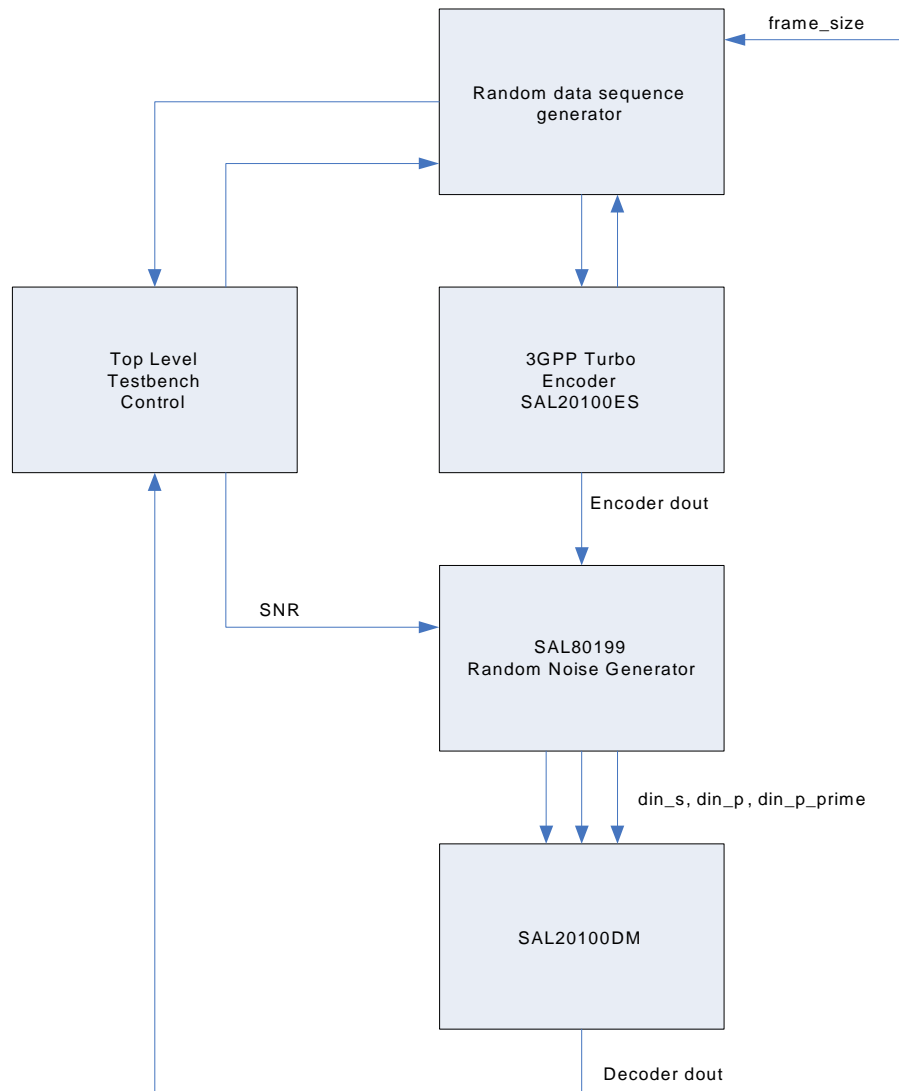 frame_size
Random data sequence
generator
Top Level
Testbench
Control
3GPP Turbo
Encoder
SAL20100ES
Encoder dout
SNR
SAL80199
Random Noise Generator
din_s, din_p , din_p_prime
SAL20100DM
Decoder dout